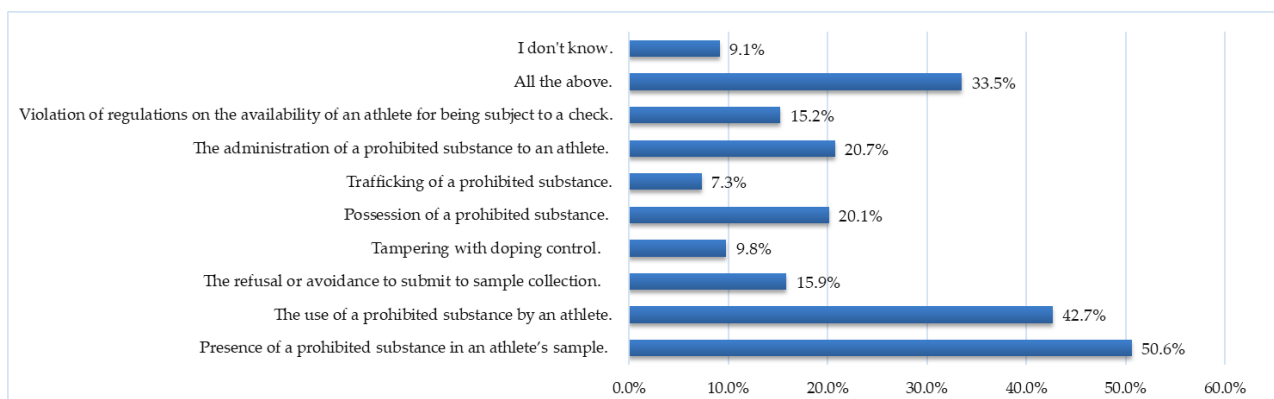 I don't know.
9.1%
All the above.
33.5%
Violation of regulations on the availability of an athlete for being subject to a check.
15.2%
The administration of a prohibited substance to an athlete.
20.7%
Trafficking of a prohibited substance.
7.3%
Possession of a prohibited substance.
20.1%
Tampering with doping control.
9.8%
The refusal or avoidance to submit to sample collection.
15.9%
The use of a prohibited substance by an athlete.
42.7%
Presence of a prohibited substance in an athlete’s sample.
50.6%
0.0% 10.0% 20.0% 30.0% 40.0% 50.0% 60.0%